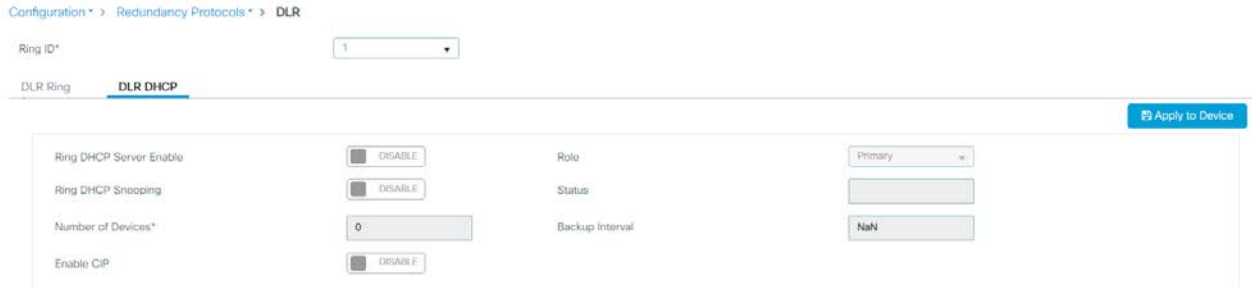 Configuration > Redundancy Protocols > DLR
Ring ID* 1
DLR Ring DLR DHCP
Apply to Device
Ring DHCP Server Enable DISABLE Role Primary
Ring DHCP Snooping DISABLE Status
Number of Devices* 0 Backup Interval NaN
Enable CIP DISABLE